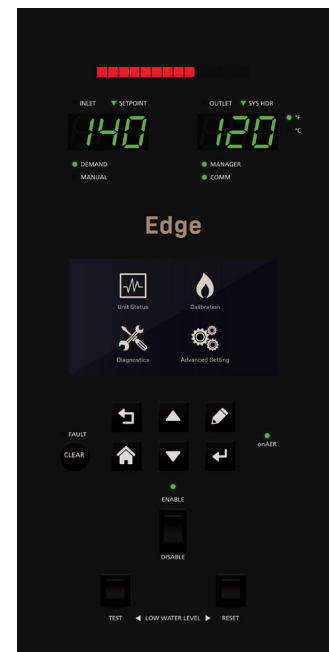 INLET ▼ SETPOINT OUTLET ▼ SYS HDR
140 120 °F
°C
DEMAND MANAGER
MANUAL COMM
Edge
Unit Status Calibration
Diagnostics Advanced Setting
FAULT
CLEAR
onAER
ENABLE
DISABLE
TEST ◀ LOW WATER LEVEL ▶ RESET